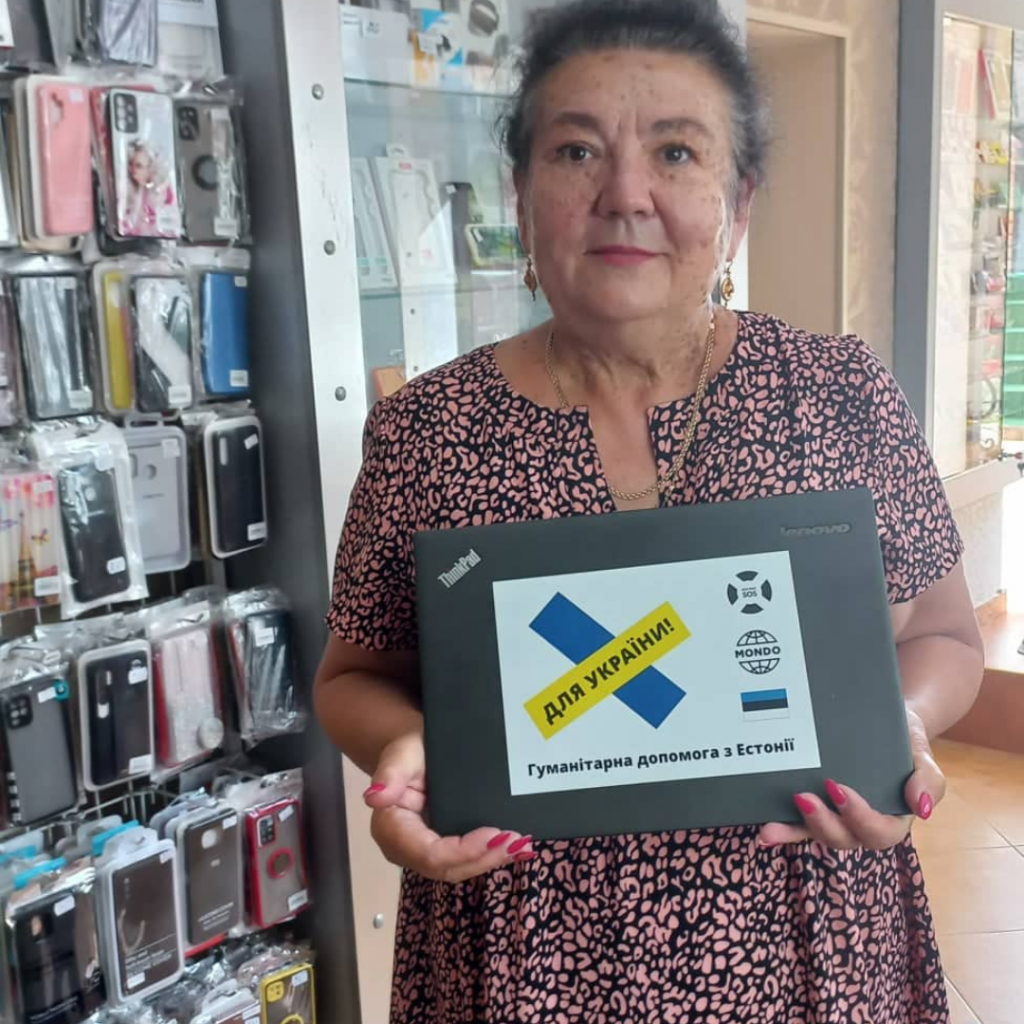 ThinkPad
lenovo
ДЛЯ УКРАЇНИ!
SOS
MONDO
Гуманітарна допомога з Естонії